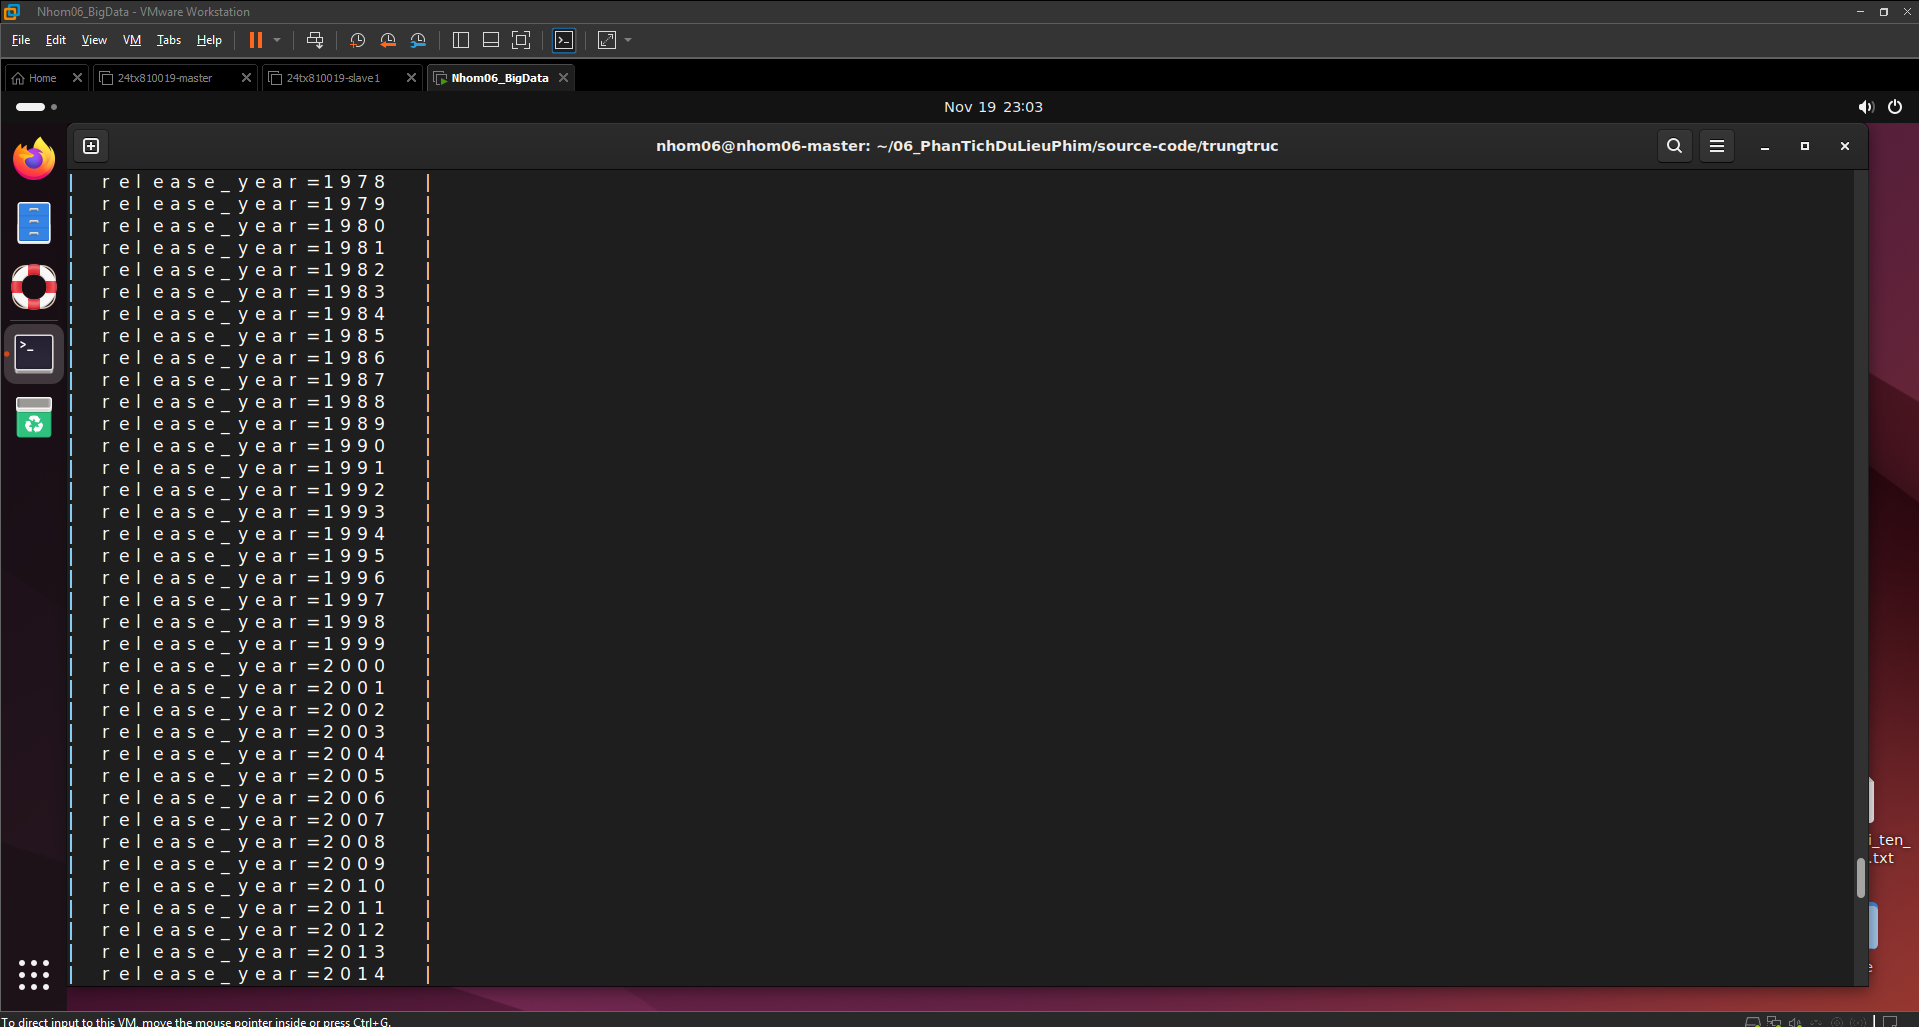 Nhom06_BigData - VMware Workstation
File Edit View VM Tabs Help
Home 24tx810019-master 24tx810019-slave1 Nhom06_BigData
Nov 19 23:03
nhom06@nhom06-master: ~/06_PhanTichDuLieuPhim/source-code/trungtruc
| release_year=1978 |
| release_year=1979 |
| release_year=1980 |
| release_year=1981 |
| release_year=1982 |
| release_year=1983 |
| release_year=1984 |
| release_year=1985 |
| release_year=1986 |
| release_year=1987 |
| release_year=1988 |
| release_year=1989 |
| release_year=1990 |
| release_year=1991 |
| release_year=1992 |
| release_year=1993 |
| release_year=1994 |
| release_year=1995 |
| release_year=1996 |
| release_year=1997 |
| release_year=1998 |
| release_year=1999 |
| release_year=2000 |
| release_year=2001 |
| release_year=2002 |
| release_year=2003 |
| release_year=2004 |
| release_year=2005 |
| release_year=2006 |
| release_year=2007 |
| release_year=2008 |
| release_year=2009 |
| release_year=2010 |
| release_year=2011 |
| release_year=2012 |
| release_year=2013 |
| release_year=2014 |
i_ten_
.txt
e
To direct input to this VM, move the mouse pointer inside or press Ctrl+G.